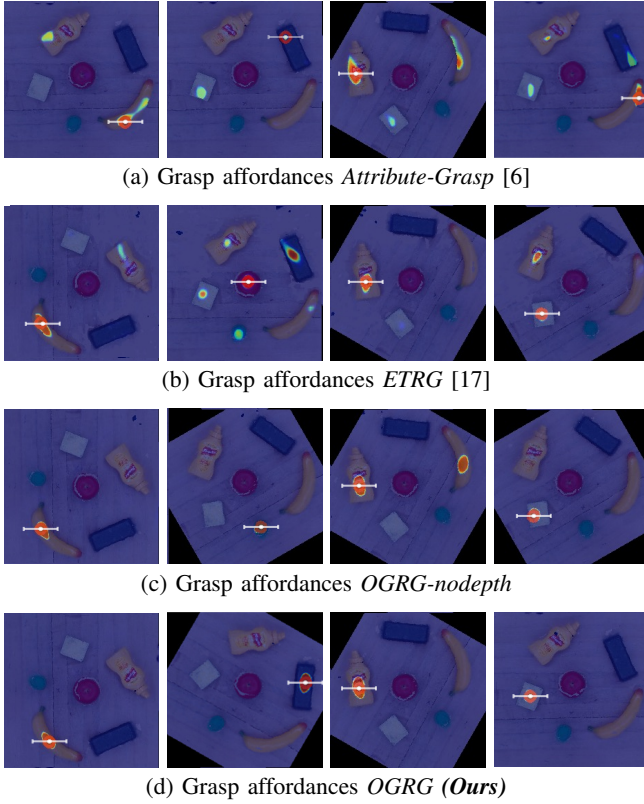 (a) Grasp affordances Attribute-Grasp [6]
(b) Grasp affordances ETRG [17]
(c) Grasp affordances OGRG-nodepth
(d) Grasp affordances OGRG (Ours)